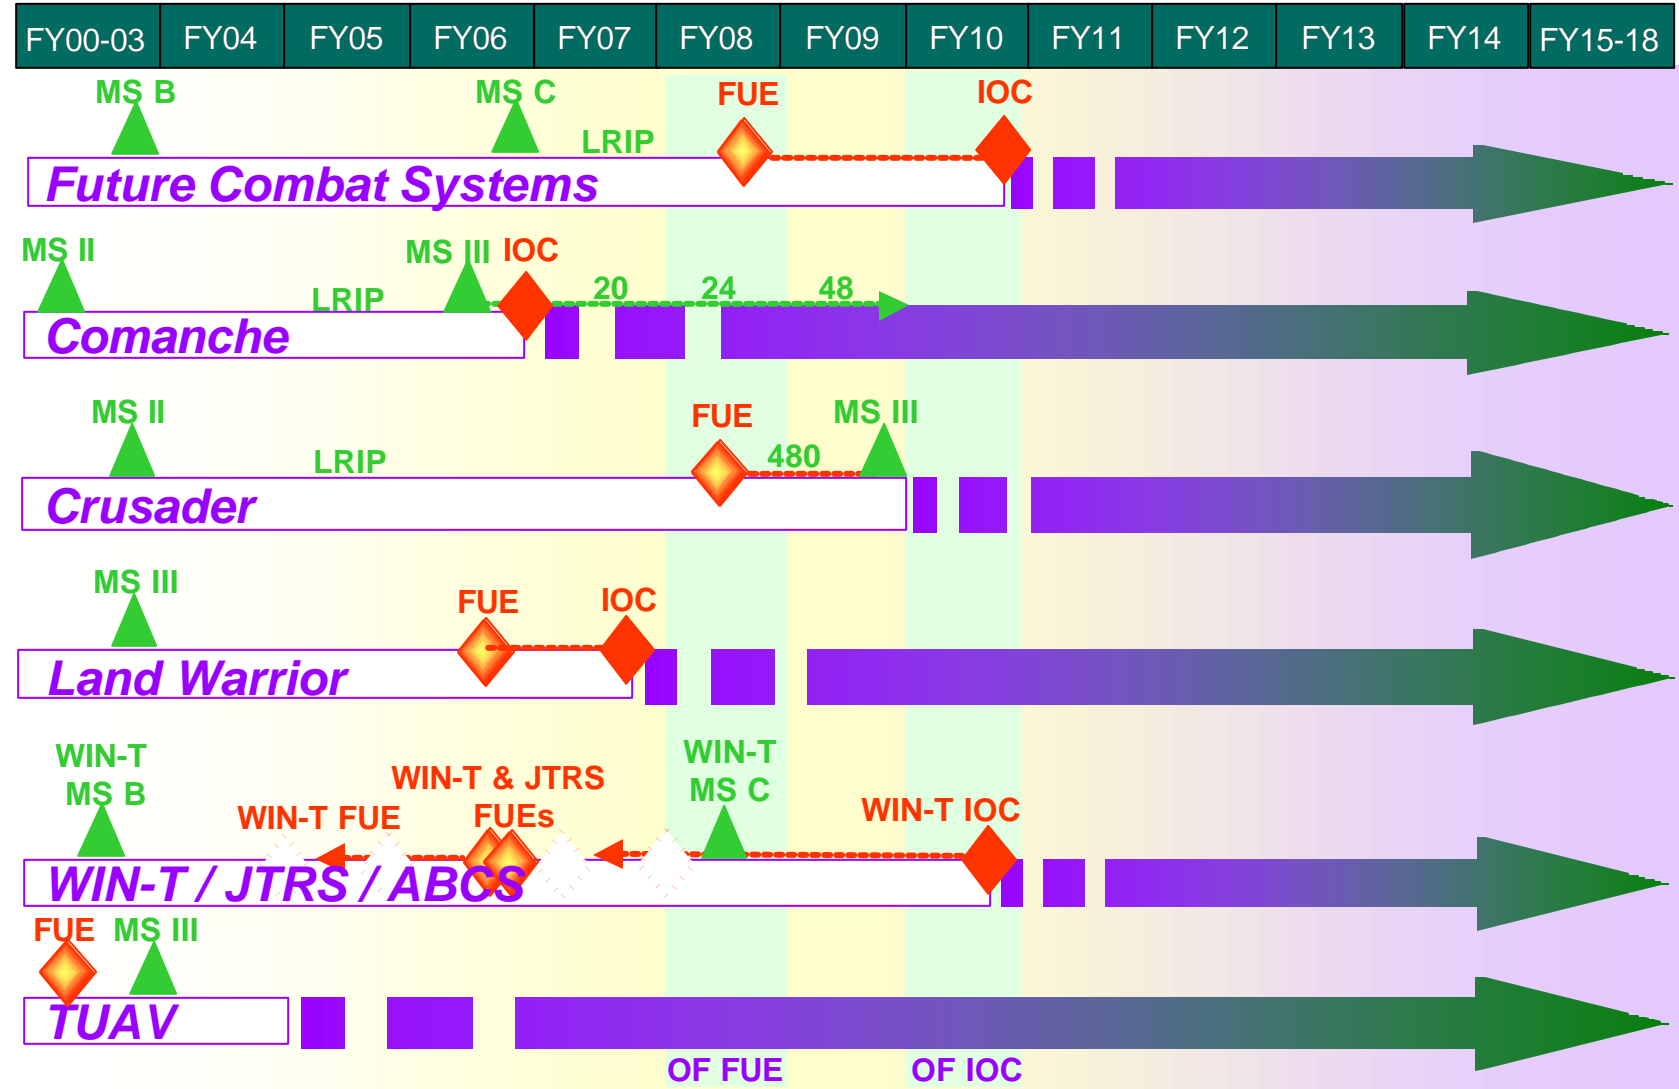 FY00-03 FY04 FY05 FY06 FY07 FY08 FY09 FY10 FY11 FY12 FY13 FY14 FY15-18
MS B MS C FUE IOC
LRIP
Future Combat Systems
MS II MS III IOC
LRIP 20 24 48
Comanche
MS II FUE MS III
LRIP 480
Crusader
MS III FUE IOC
Land Warrior
WIN-T WIN-T & JTRS WIN-T
MS B WIN-T FUE FUEs MS C WIN-T IOC
WIN-T / JTRS / ABCS
FUE MS III
TUAV
OF FUE OF IOC